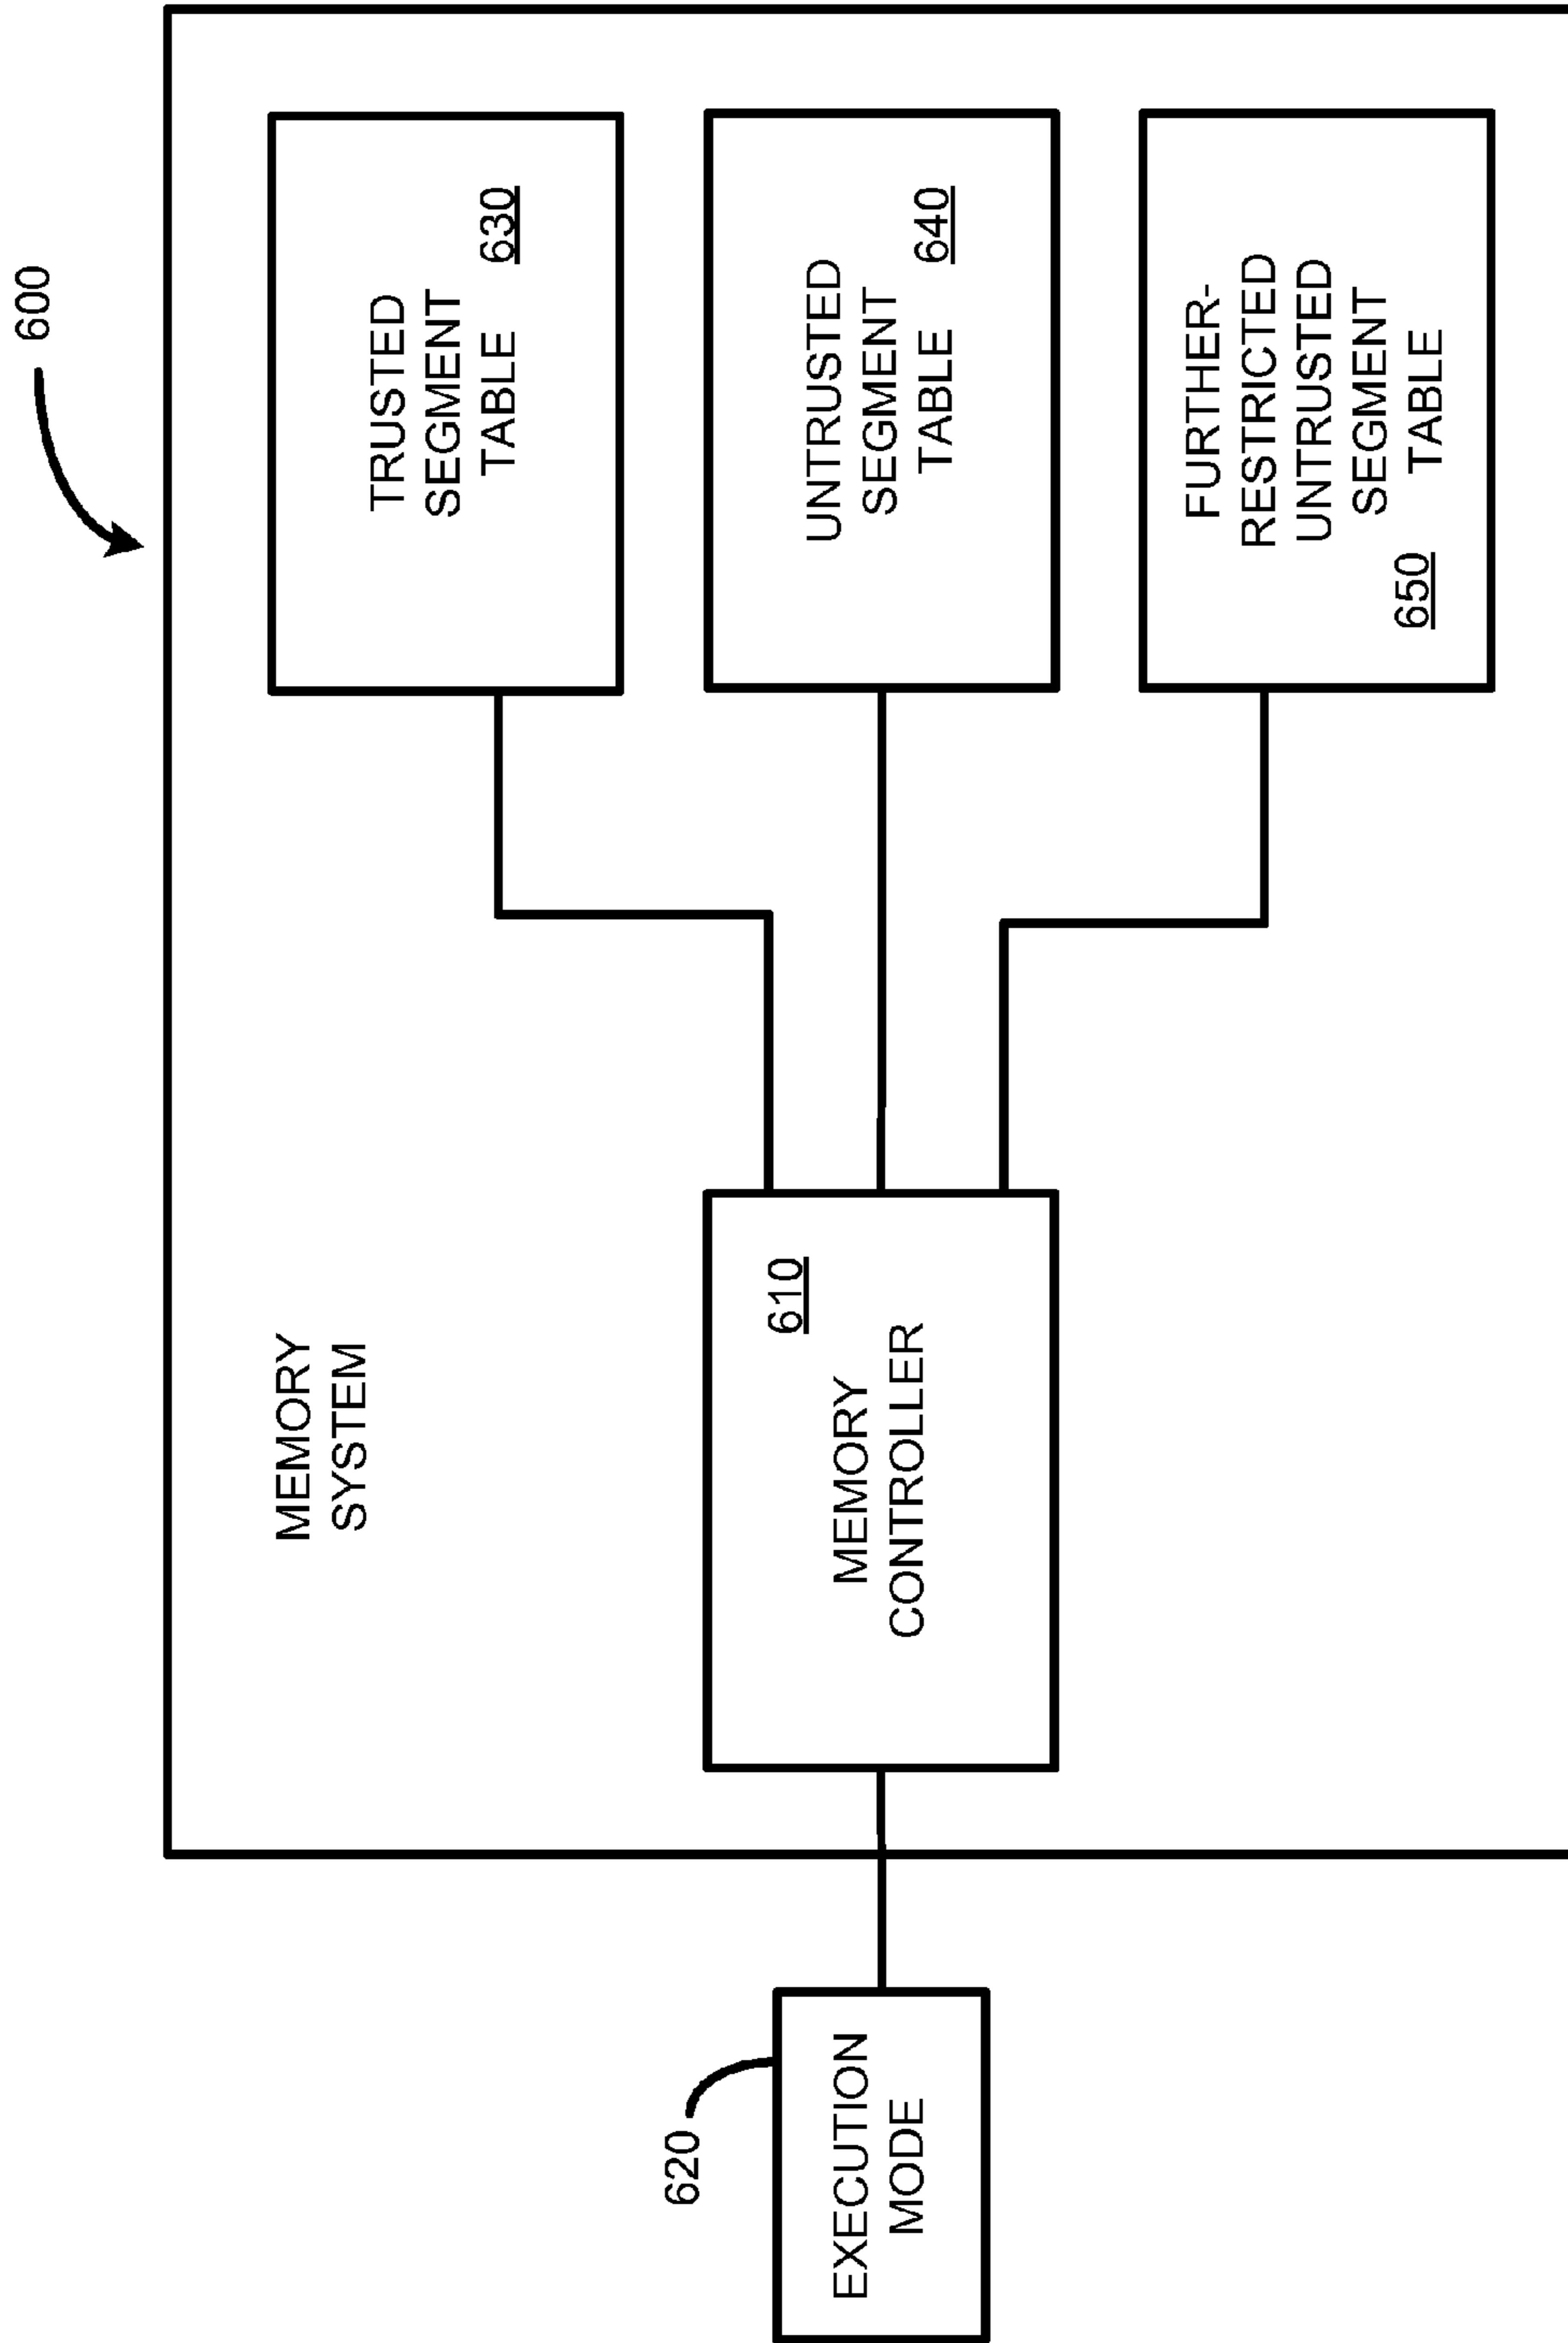 600
MEMORY
SYSTEM
TRUSTED
SEGMENT
TABLE
630
UNTRUSTED
SEGMENT
TABLE
640
FURTHER-
RESTRICTED
UNTRUSTED
SEGMENT
TABLE
650
610
MEMORY
CONTROLLER
620
EXECUTION
MODE